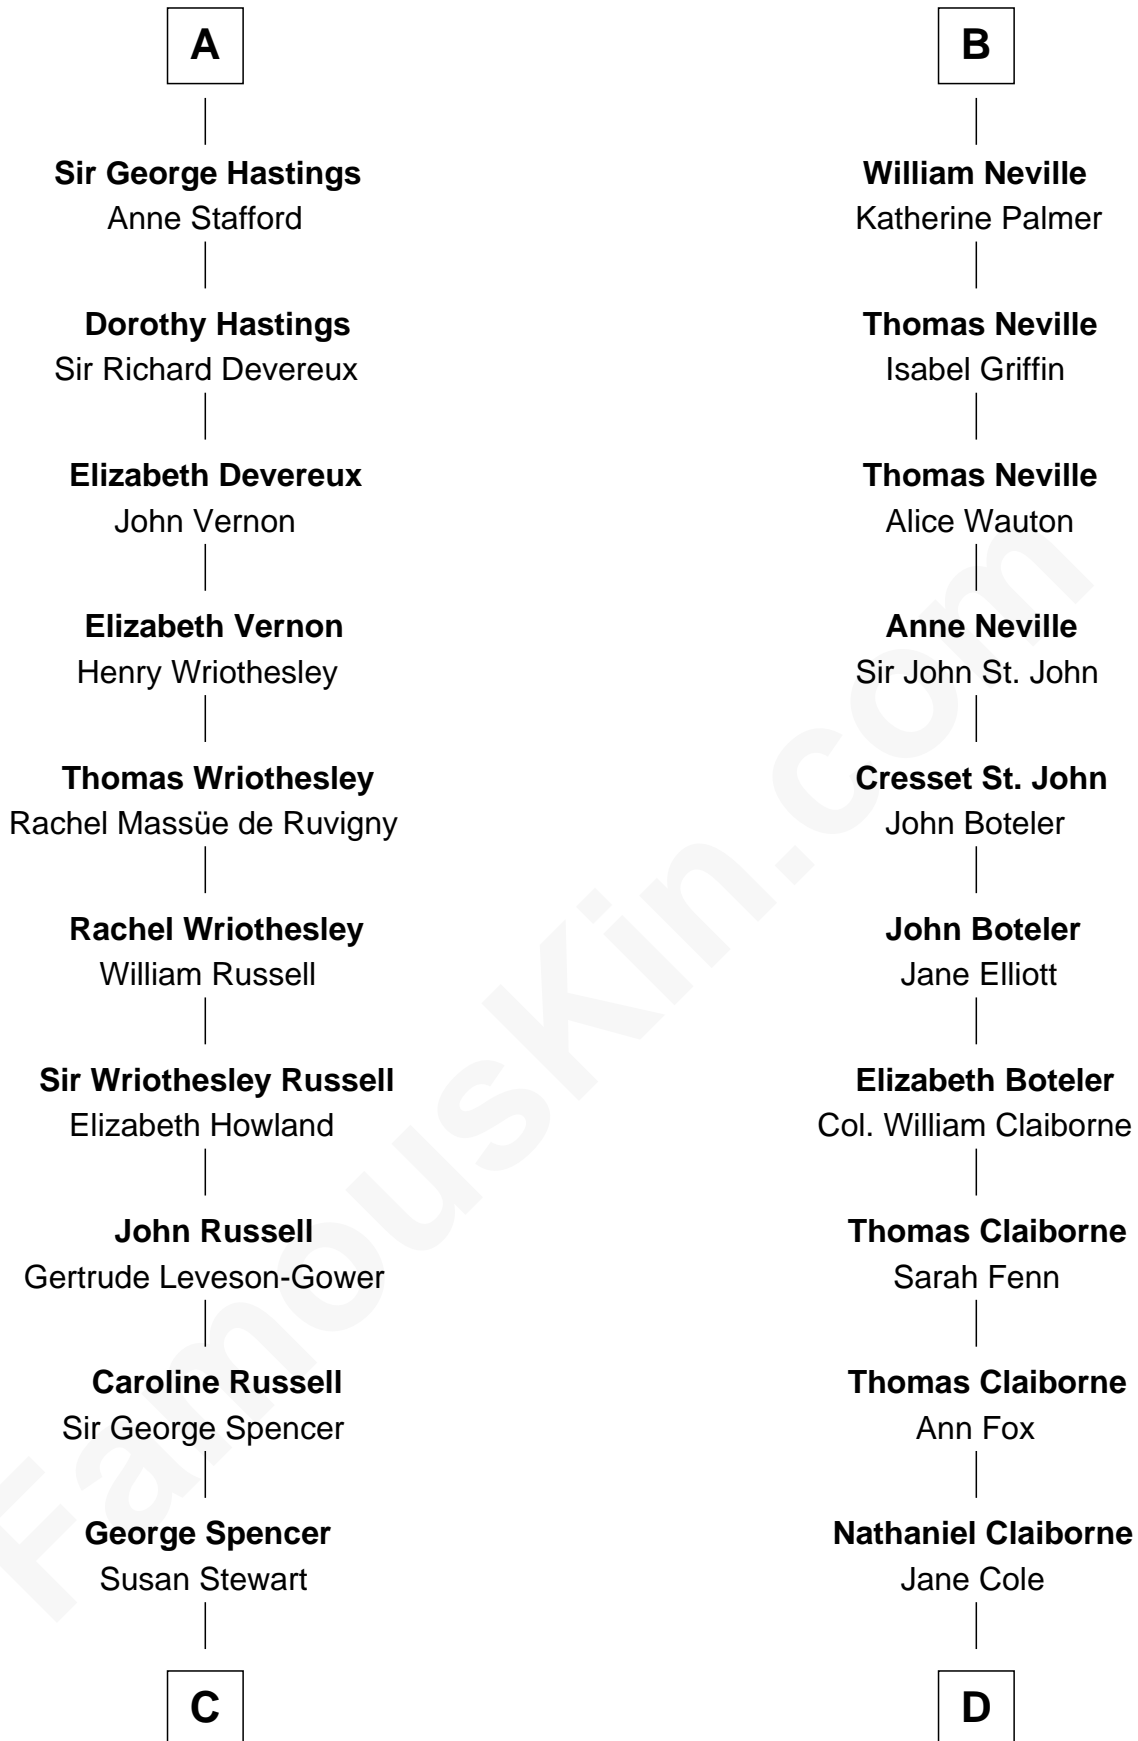 A
Sir George Hastings
Anne Stafford
Dorothy Hastings
Sir Richard Devereux
Elizabeth Devereux
John Vernon
Elizabeth Vernon
Henry Wriothesley
Thomas Wriothesley
Rachel Massüe de Ruvigny
Rachel Wriothesley
William Russell
Sir Wriothesley Russell
Elizabeth Howland
John Russell
Gertrude Leveson-Gower
Caroline Russell
Sir George Spencer
George Spencer
Susan Stewart
C
B
William Neville
Katherine Palmer
Thomas Neville
Isabel Griffin
Thomas Neville
Alice Wauton
Anne Neville
Sir John St. John
Cresset St. John
John Boteler
John Boteler
Jane Elliott
Elizabeth Boteler
Col. William Claiborne
Thomas Claiborne
Sarah Fenn
Thomas Claiborne
Ann Fox
Nathaniel Claiborne
Jane Cole
D
FamousKin.com